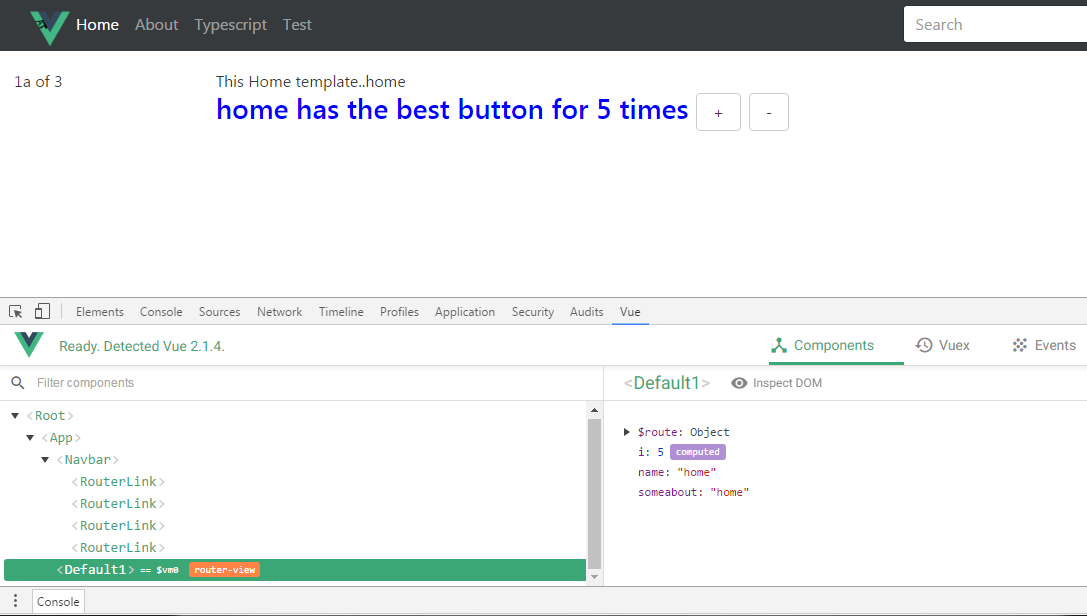 Home About Typescript Test Search
1a of 3
This Home template..home
home has the best button for 5 times + -
Elements Console Sources Network Timeline Profiles Application Security Audits Vue
Ready. Detected Vue 2.1.4. Components Vuex Events
Filter components <Default1> Inspect DOM
<Root>
<App>
<Navbar>
<RouterLink>
<RouterLink>
<RouterLink>
<RouterLink>
<Default1> == $vm0 router-view
$route: Object
i: 5 computed
name: "home"
someabout: "home"
Console